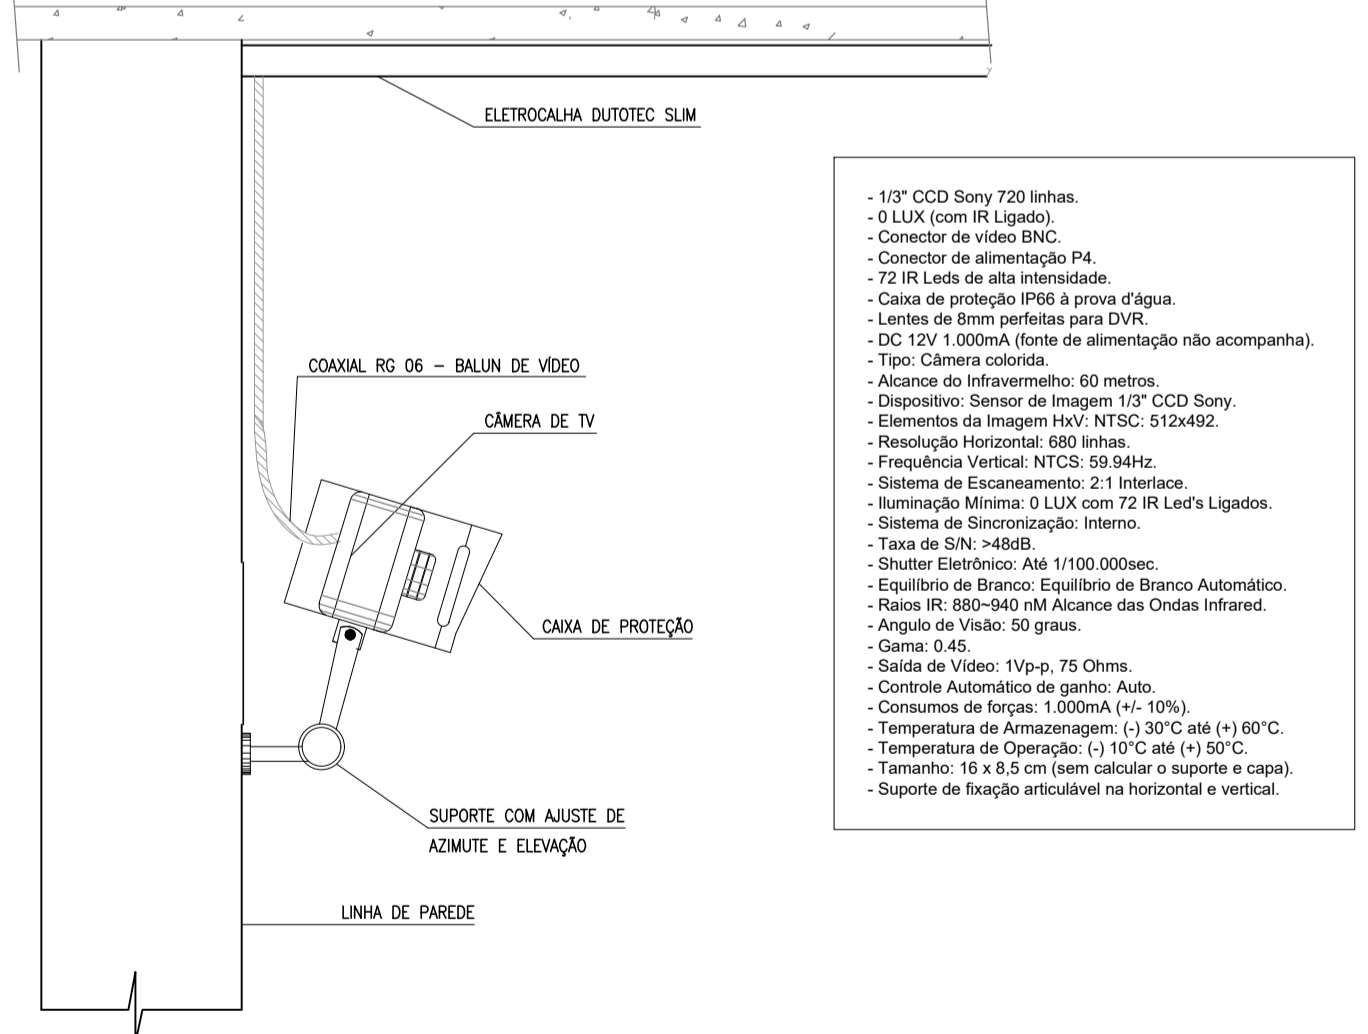 ELETROCALHA DUTOTEC SLIM
COAXIAL RG 06 – BALUN DE VÍDEO
CÂMERA DE TV
CAIXA DE PROTEÇÃO
SUPORTE COM AJUSTE DE
AZIMUTE E ELEVAÇÃO
LINHA DE PAREDE
- 1/3" CCD Sony 720 linhas.
- 0 LUX (com IR Ligado).
- Conector de vídeo BNC.
- Conector de alimentação P4.
- 72 IR Leds de alta intensidade.
- Caixa de proteção IP66 à prova d'água.
- Lentes de 8mm perfeitas para DVR.
- DC 12V 1.000mA (fonte de alimentação não acompanha).
- Tipo: Câmera colorida.
- Alcance do Infravermelho: 60 metros.
- Dispositivo: Sensor de Imagem 1/3" CCD Sony.
- Elementos da Imagem HxV: NTSC: 512x492.
- Resolução Horizontal: 680 linhas.
- Frequência Vertical: NTCS: 59.94Hz.
- Sistema de Escaneamento: 2:1 Interlace.
- Iluminação Mínima: 0 LUX com 72 IR Led's Ligados.
- Sistema de Sincronização: Interno.
- Taxa de S/N: >48dB.
- Shutter Eletrônico: Até 1/100.000sec.
- Equilíbrio de Branco: Equilíbrio de Branco Automático.
- Raios IR: 880~940 nM Alcance das Ondas Infrared.
- Angulo de Visão: 50 graus.
- Gama: 0.45.
- Saída de Vídeo: 1Vp-p, 75 Ohms.
- Controle Automático de ganho: Auto.
- Consumos de forças: 1.000mA (+/- 10%).
- Temperatura de Armazenagem: (-) 30°C até (+) 60°C.
- Temperatura de Operação: (-) 10°C até (+) 50°C.
- Tamanho: 16 x 8,5 cm (sem calcular o suporte e capa).
- Suporte de fixação articulável na horizontal e vertical.